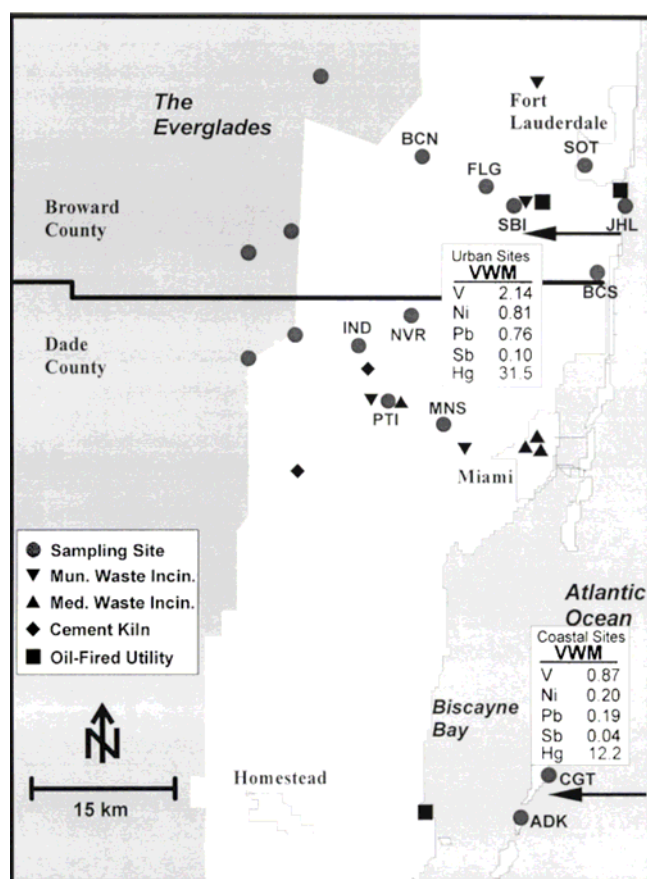 The
Everglades
Fort
Lauderdale
BCN
SOT
FLG
SBI
JHL
Broward
County
BCS
Urban Sites
VWM
V 2.14
Ni 0.81
Pb 0.76
Sb 0.10
Hg 31.5
IND
NVR
Dade
County
PTI
MNS
Miami
Sampling Site
Mun. Waste Incin.
Med. Waste Incin.
Cement Kiln
Oil-Fired Utility
Atlantic
Ocean
Coastal Sites
VWM
V 0.87
Ni 0.20
Pb 0.19
Sb 0.04
Hg 12.2
Biscayne
Bay
N
15 km
Homestead
CGT
ADK